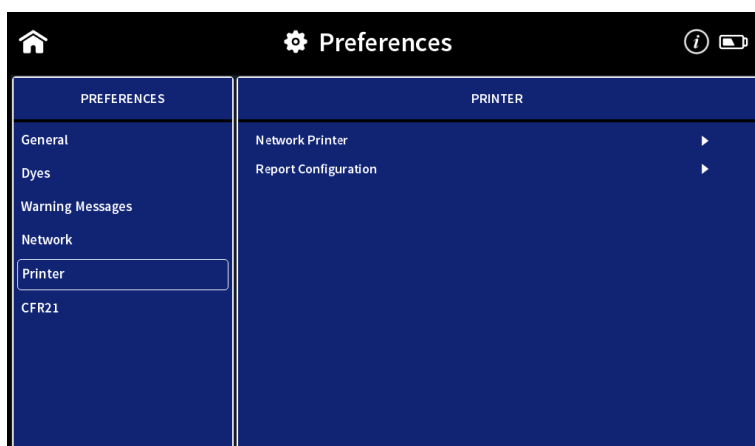 Preferences
i
PREFERENCES
General
Dyes
Warning Messages
Network
Printer
CFR21
PRINTER
Network Printer
Report Configuration